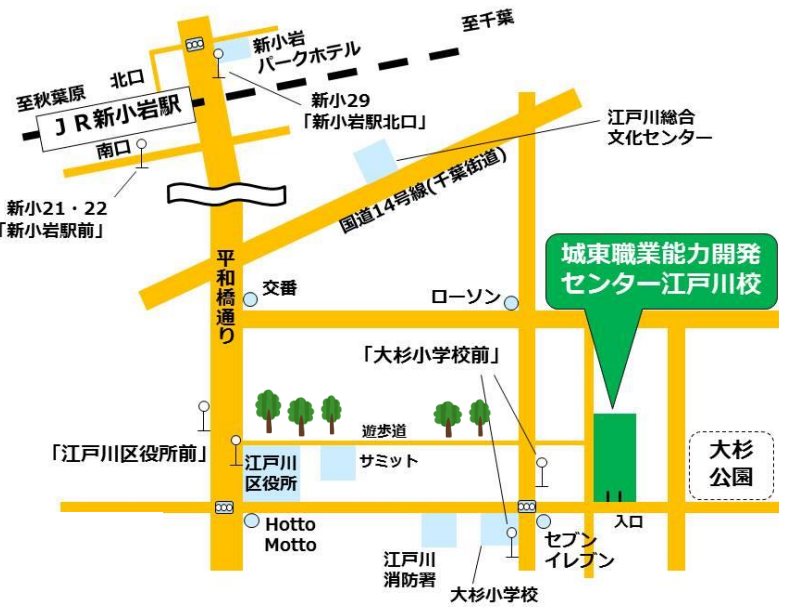 至千葉
新小岩
パークホテル
北口
至秋葉原
JR新小岩駅
新小29
「新小岩駅北口」
南口
江戸川総合
文化センター
国道14号線(千葉街道)
新小21・22
「新小岩駅前」
城東職業能力開発
センター江戸川校
平和橋通り
交番
ローソン
「大杉小学校前」
遊歩道
「江戸川区役所前」
江戸川
区役所
サミット
大杉
公園
入口
Hotto
Motto
セブン
イレブン
江戸川
消防署
大杉小学校